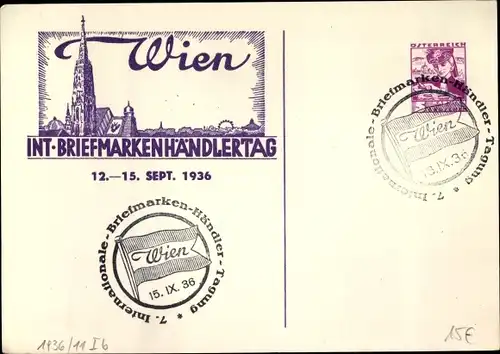 Wien
INT·BRIEFMARKENHÄNDLERTAG
12.—15. SEPT. 1936
ÖSTERREICH
7. Internationale-Briefmarken-Händler-Tagung *
Wien
13.IX.36
7. Internationale-Briefmarken-Händler-Tagung *
Wien
15.IX.36
1936/11 I b
15€